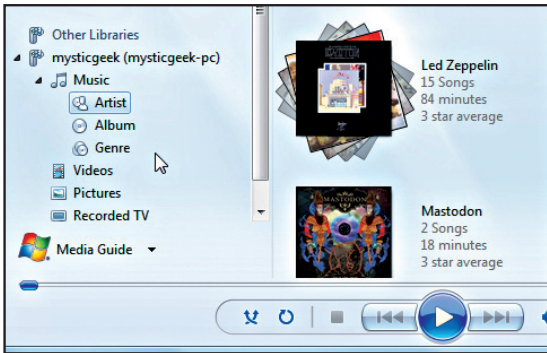 Other Libraries
mysticgeek (mysticgeek-pc)
Music
Artist
Album
Genre
Videos
Pictures
Recorded TV
Media Guide
Led Zeppelin
15 Songs
84 minutes
3 star average
MASTODON
Mastodon
2 Songs
18 minutes
3 star average